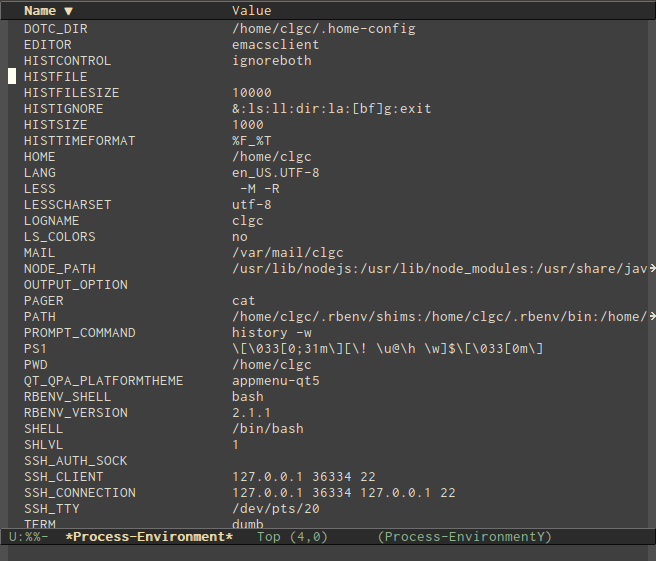 Name ▼ Value
DOTC_DIR /home/clgc/.home-config
EDITOR emacsclient
HISTCONTROL ignoreboth
HISTFILE
HISTFILESIZE 10000
HISTIGNORE &:ls:ll:dir:la:[bf]g:exit
HISTSIZE 1000
HISTTIMEFORMAT %F_%T
HOME /home/clgc
LANG en_US.UTF-8
LESS -M -R
LESSCHARSET utf-8
LOGNAME clgc
LS_COLORS no
MAIL /var/mail/clgc
NODE_PATH /usr/lib/nodejs:/usr/lib/node_modules:/usr/share/jav→
OUTPUT_OPTION
PAGER cat
PATH /home/clgc/.rbenv/shims:/home/clgc/.rbenv/bin:/home/→
PROMPT_COMMAND history -w
PS1 \[\033[0;31m\][\! \u@\h \w]$\[\033[0m\]
PWD /home/clgc
QT_QPA_PLATFORMTHEME appmenu-qt5
RBENV_SHELL bash
RBENV_VERSION 2.1.1
SHELL /bin/bash
SHLVL 1
SSH_AUTH_SOCK
SSH_CLIENT 127.0.0.1 36334 22
SSH_CONNECTION 127.0.0.1 36334 127.0.0.1 22
SSH_TTY /dev/pts/20
TERM dumb
U:%%- *Process-Environment* Top (4,0) (Process-EnvironmentY)